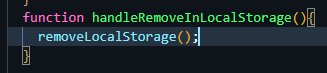 }
function handleRemoveInLocalStorage(){
removeLocalStorage();
}